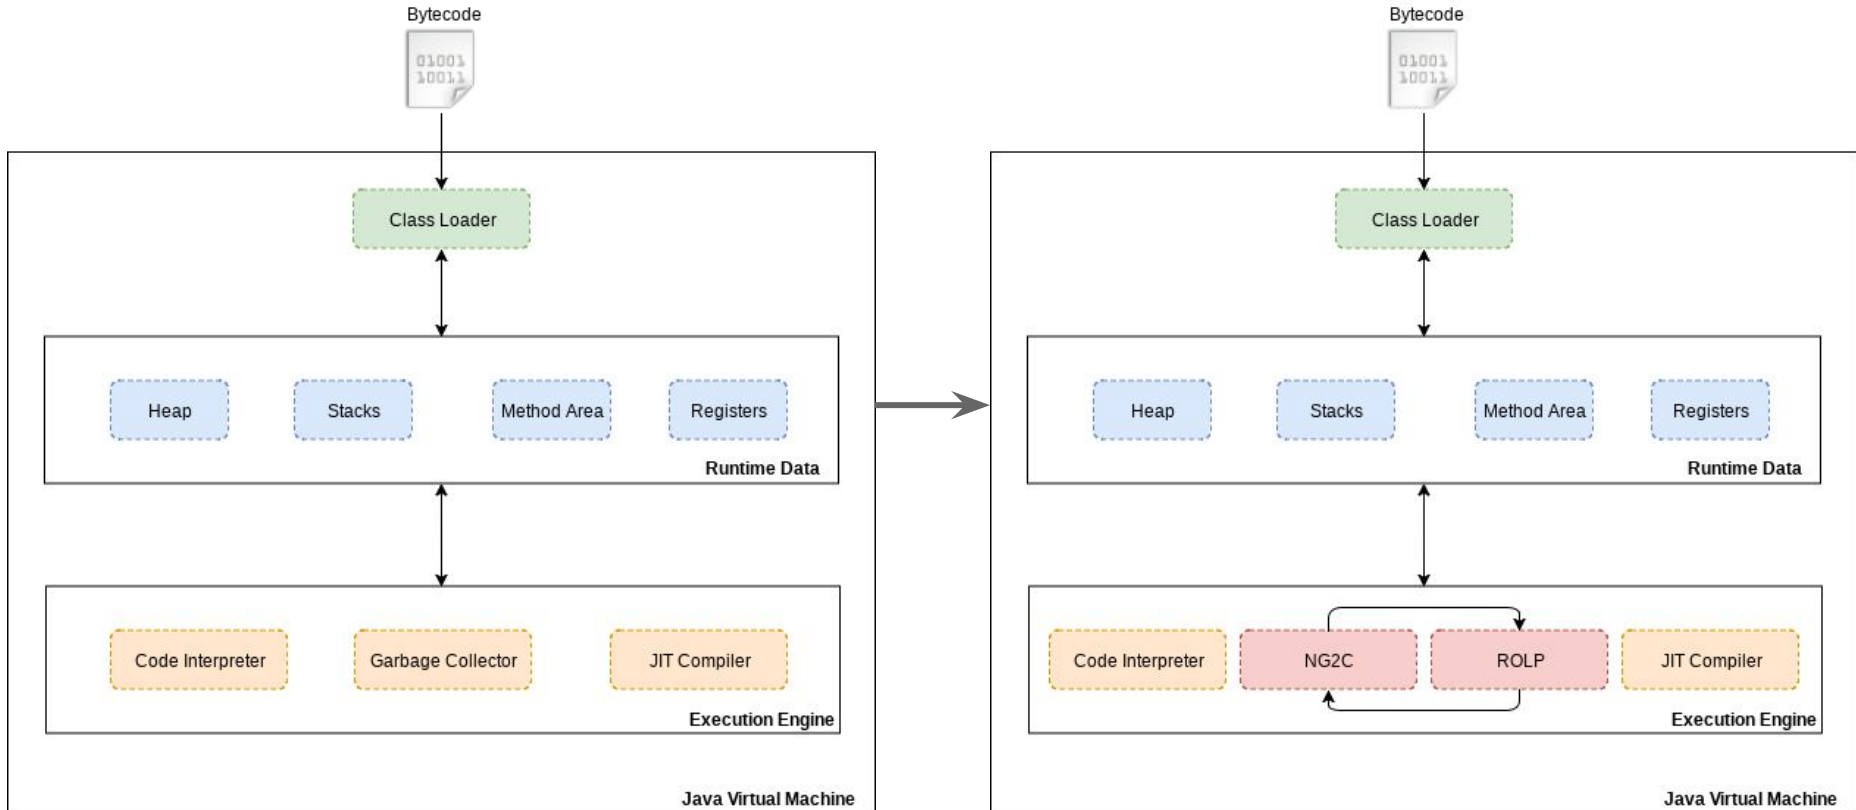 Bytecode
01001
10011
Class Loader
Heap
Stacks
Method Area
Registers
Runtime Data
Code Interpreter
Garbage Collector
JIT Compiler
Execution Engine
Java Virtual Machine
Bytecode
01001
10011
Class Loader
Heap
Stacks
Method Area
Registers
Runtime Data
Code Interpreter
NG2C
ROLP
JIT Compiler
Execution Engine
Java Virtual Machine